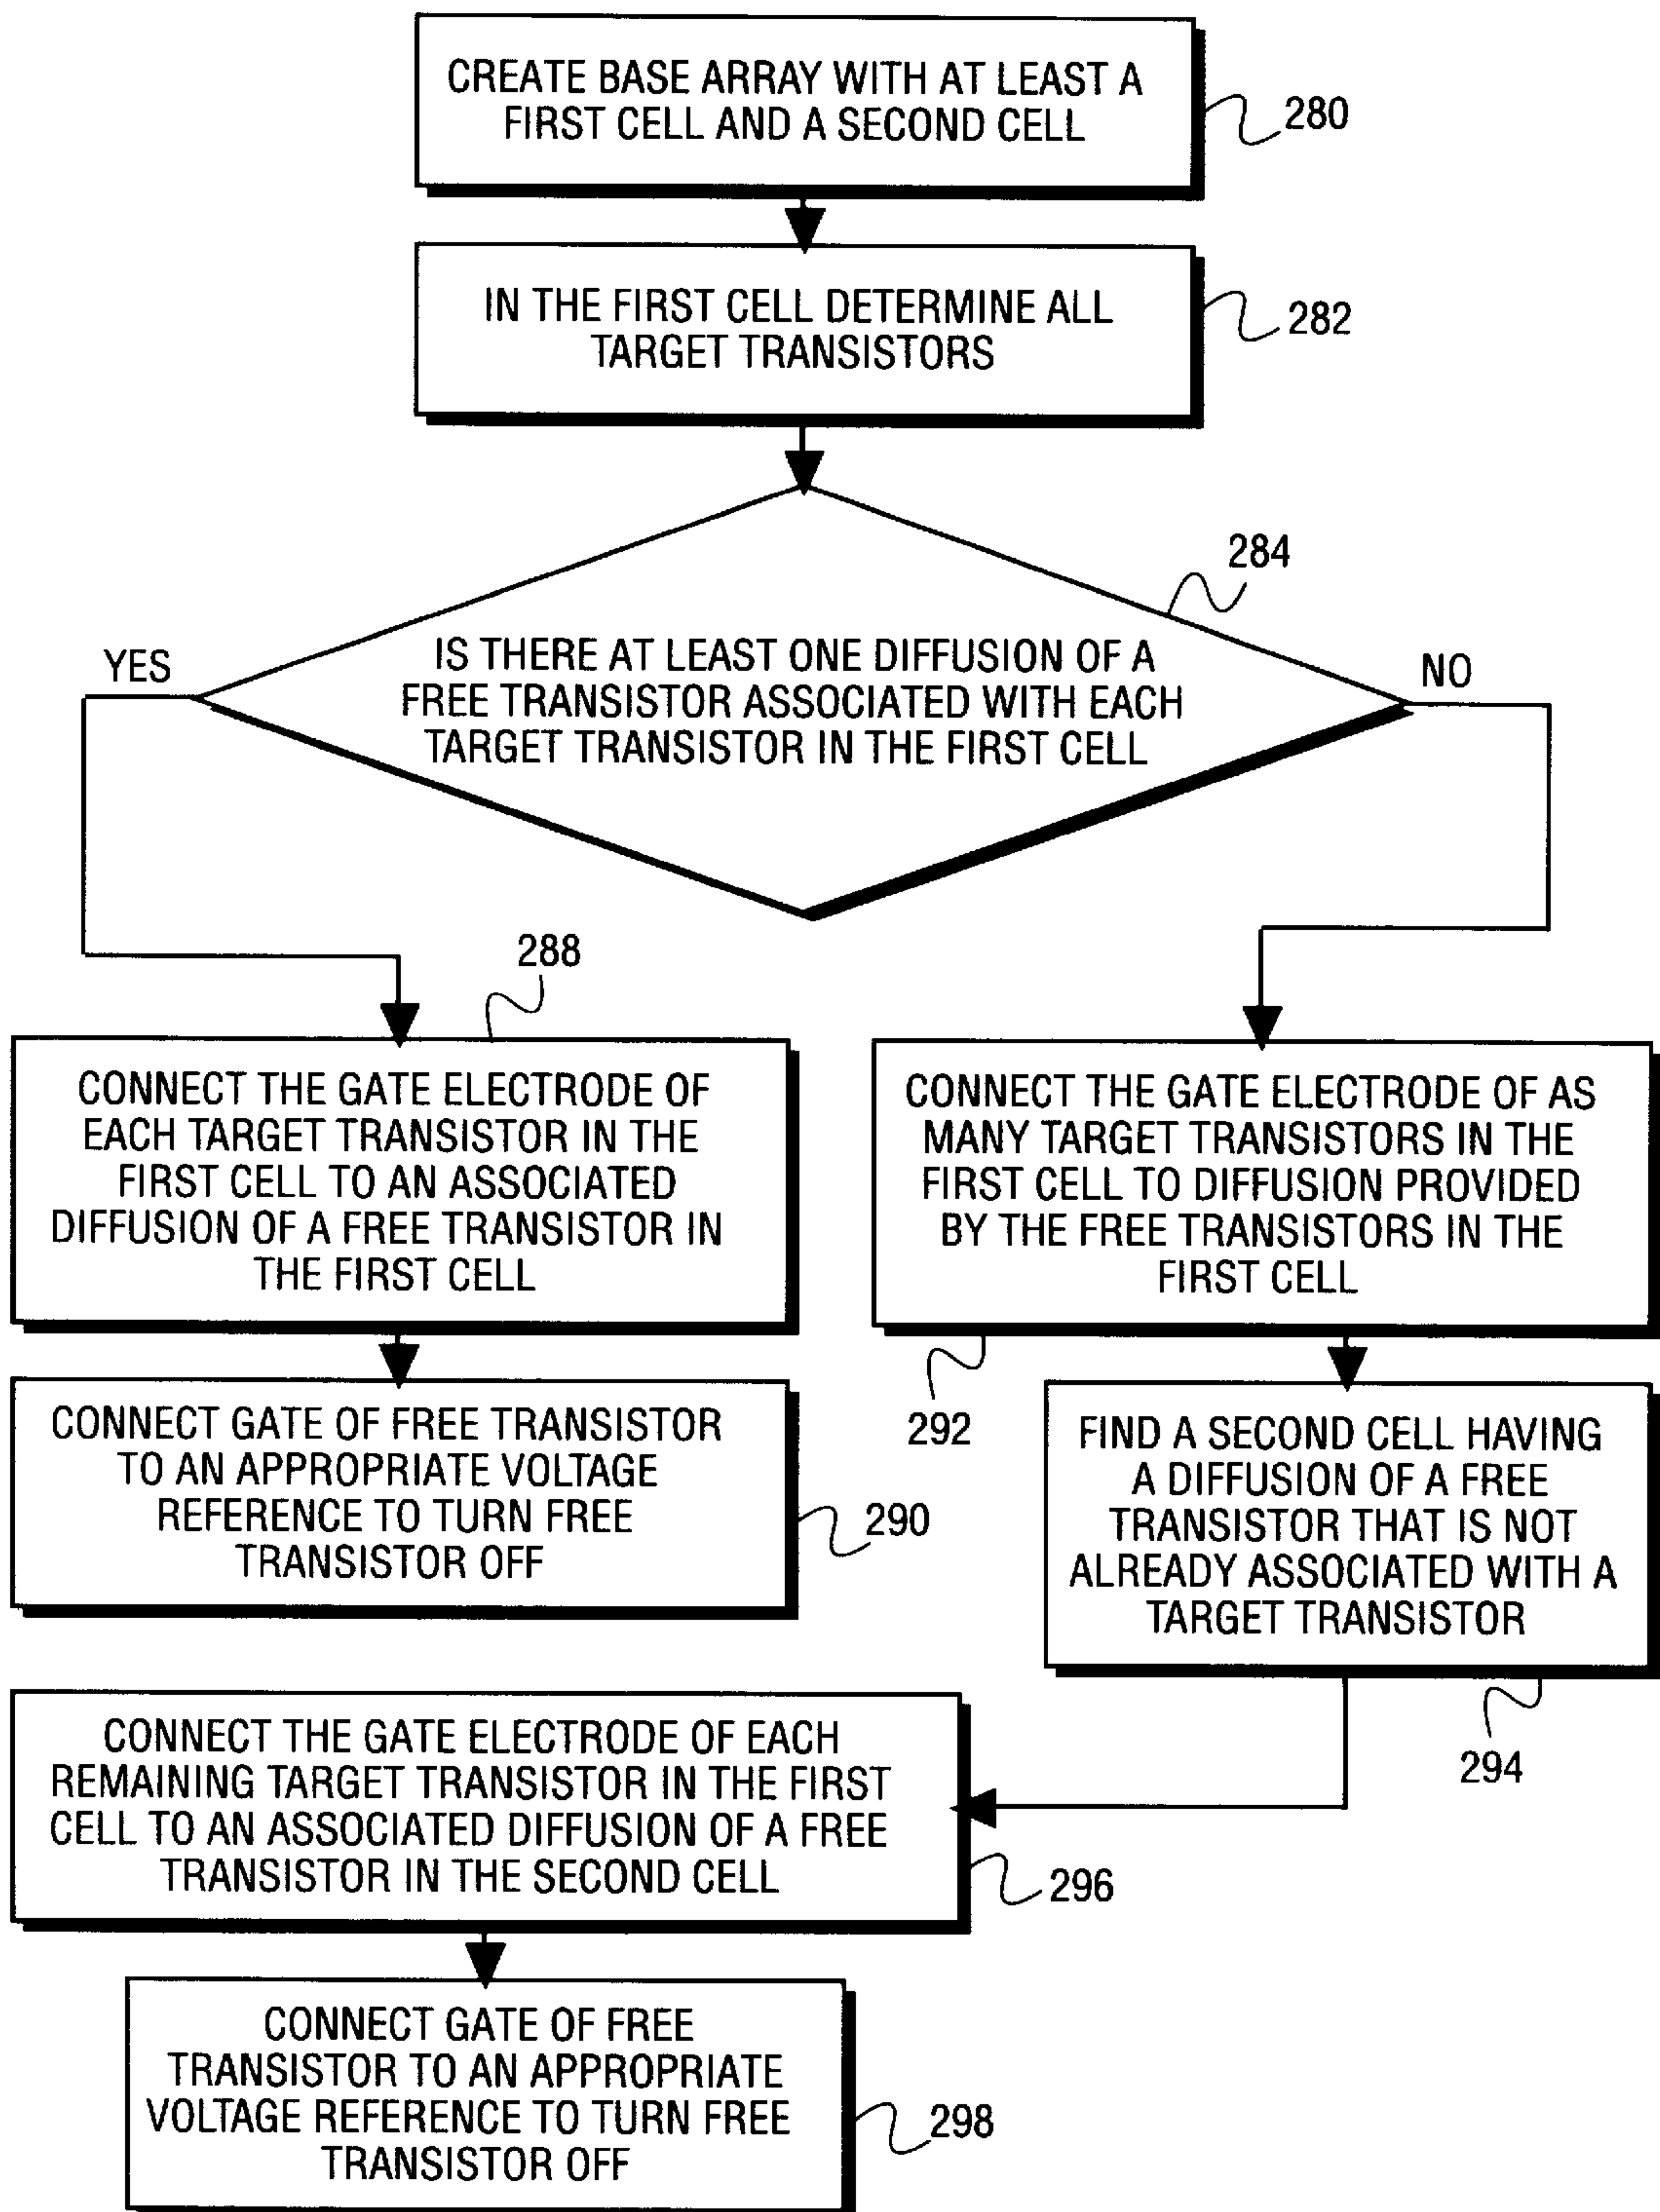 CREATE BASE ARRAY WITH AT LEAST A
FIRST CELL AND A SECOND CELL
280
IN THE FIRST CELL DETERMINE ALL
TARGET TRANSISTORS
282
284
IS THERE AT LEAST ONE DIFFUSION OF A
FREE TRANSISTOR ASSOCIATED WITH EACH
TARGET TRANSISTOR IN THE FIRST CELL
YES
NO
288
CONNECT THE GATE ELECTRODE OF
EACH TARGET TRANSISTOR IN THE
FIRST CELL TO AN ASSOCIATED
DIFFUSION OF A FREE TRANSISTOR IN
THE FIRST CELL
CONNECT GATE OF FREE TRANSISTOR
TO AN APPROPRIATE VOLTAGE
REFERENCE TO TURN FREE
TRANSISTOR OFF
290
CONNECT THE GATE ELECTRODE OF AS
MANY TARGET TRANSISTORS IN THE
FIRST CELL TO DIFFUSION PROVIDED
BY THE FREE TRANSISTORS IN THE
FIRST CELL
292
FIND A SECOND CELL HAVING
A DIFFUSION OF A FREE
TRANSISTOR THAT IS NOT
ALREADY ASSOCIATED WITH A
TARGET TRANSISTOR
294
CONNECT THE GATE ELECTRODE OF EACH
REMAINING TARGET TRANSISTOR IN THE FIRST
CELL TO AN ASSOCIATED DIFFUSION OF A FREE
TRANSISTOR IN THE SECOND CELL
296
CONNECT GATE OF FREE
TRANSISTOR TO AN APPROPRIATE
VOLTAGE REFERENCE TO TURN FREE
TRANSISTOR OFF
298